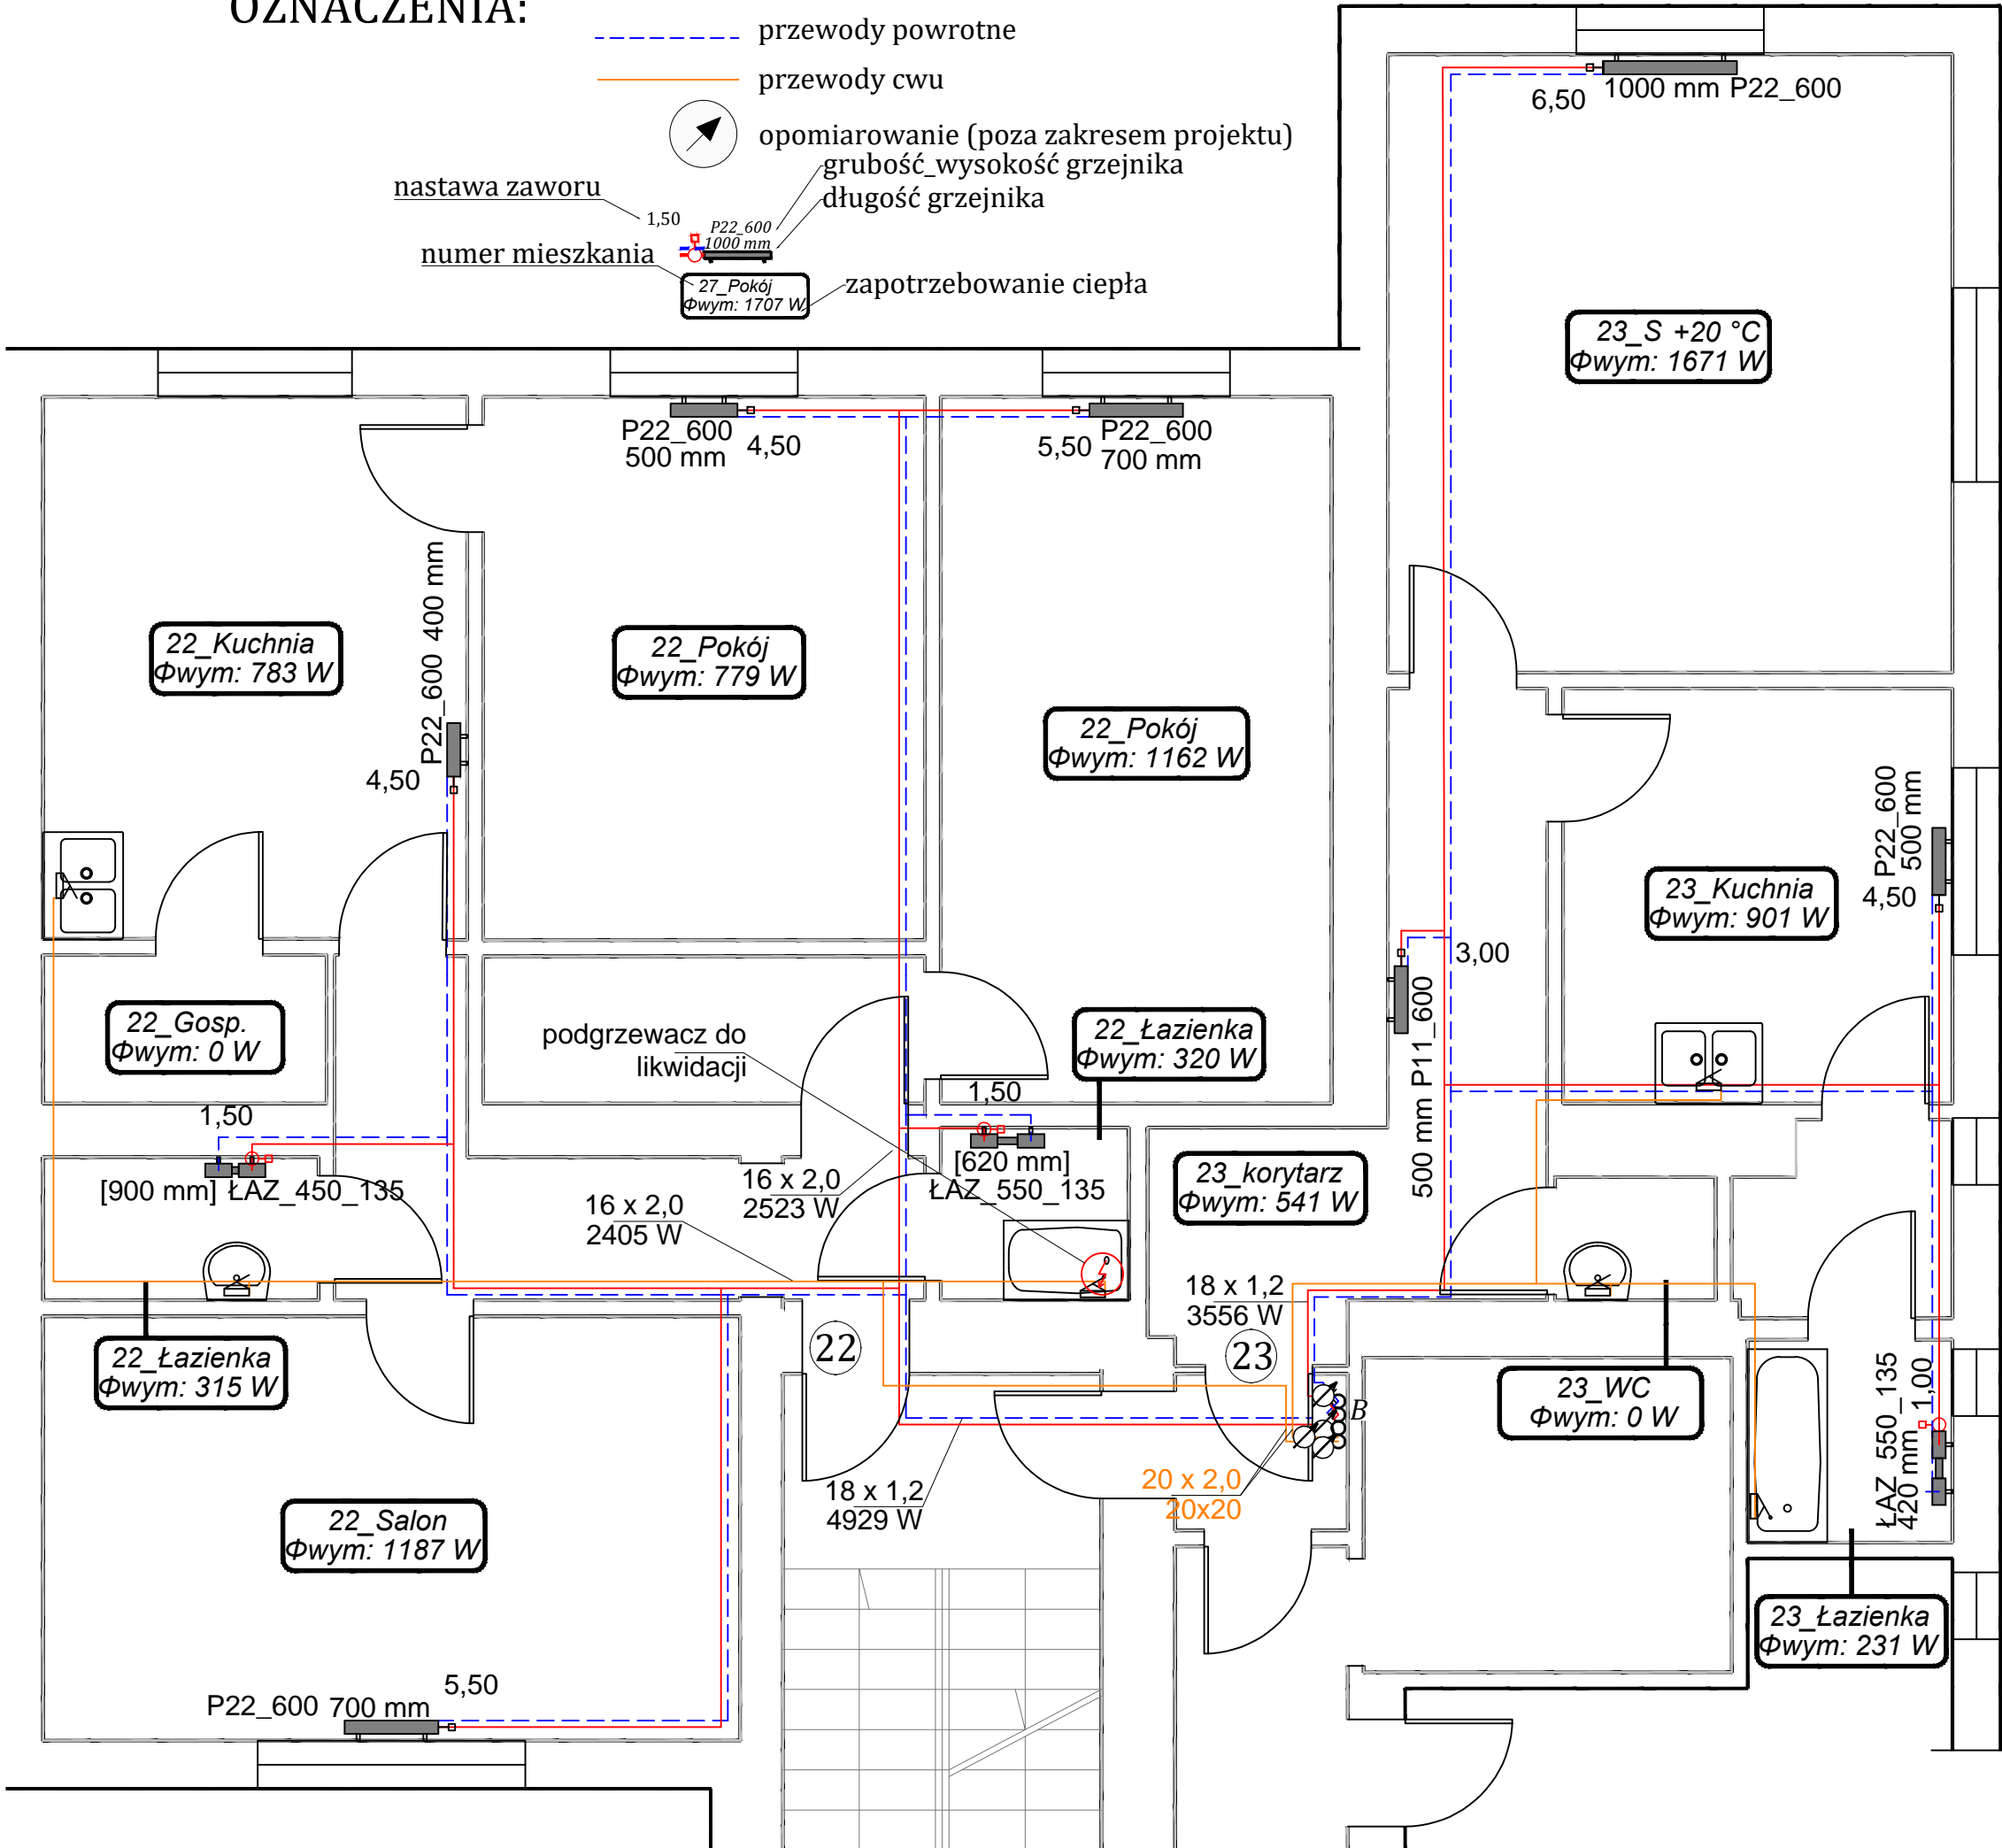 OZNACZENIA:
przewody powrotne
przewody cwu
opomiarowanie (poza zakresem projektu)
grubość_wysokość grzejnika
długość grzejnika
nastawa zaworu
1,50
P22_600
1000 mm
numer mieszkania
27_Pokój
Φwym: 1707 W
zapotrzebowanie ciepła
6,50
1000 mm P22_600
23_S +20 °C
Φwym: 1671 W
P22_600
500 mm
4,50
5,50
P22_600
700 mm
P22_600 400 mm
4,50
22_Kuchnia
Φwym: 783 W
22_Pokój
Φwym: 779 W
22_Pokój
Φwym: 1162 W
P22_600
500 mm
4,50
23_Kuchnia
Φwym: 901 W
3,00
500 mm P11_600
22_Gosp.
Φwym: 0 W
podgrzewacz do
likwidacji
22_Łazienka
Φwym: 320 W
1,50
1,50
[900 mm] ŁAZ_450_135
[620 mm]
ŁAZ_550_135
16 x 2,0
2523 W
16 x 2,0
2405 W
23_korytarz
Φwym: 541 W
18 x 1,2
3556 W
22
23
22_Łazienka
Φwym: 315 W
B
23_WC
Φwym: 0 W
ŁAZ_550_135
420 mm
1,00
18 x 1,2
4929 W
20 x 2,0
20x20
22_Salon
Φwym: 1187 W
23_Łazienka
Φwym: 231 W
P22_600 700 mm
5,50